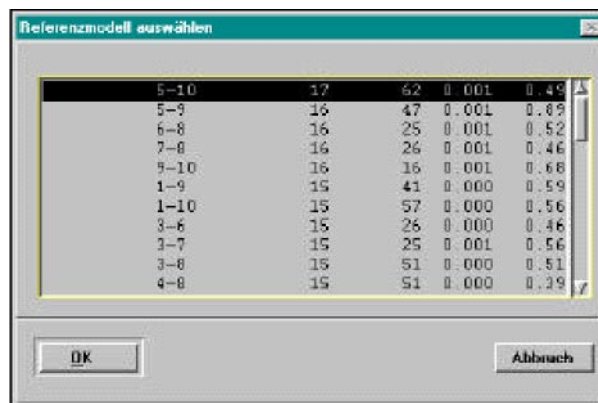 Referenzmodell auswählen
5-10 17 62 0.001 0.49
5-9 16 47 0.001 0.89
6-8 16 25 0.001 0.52
7-8 16 26 0.001 0.46
9-10 16 16 0.001 0.68
1-9 15 41 0.000 0.59
1-10 15 57 0.000 0.56
3-6 15 26 0.000 0.46
3-7 15 25 0.001 0.56
3-8 15 51 0.000 0.51
4-8 15 51 0.000 0.39
OK
Abbruch